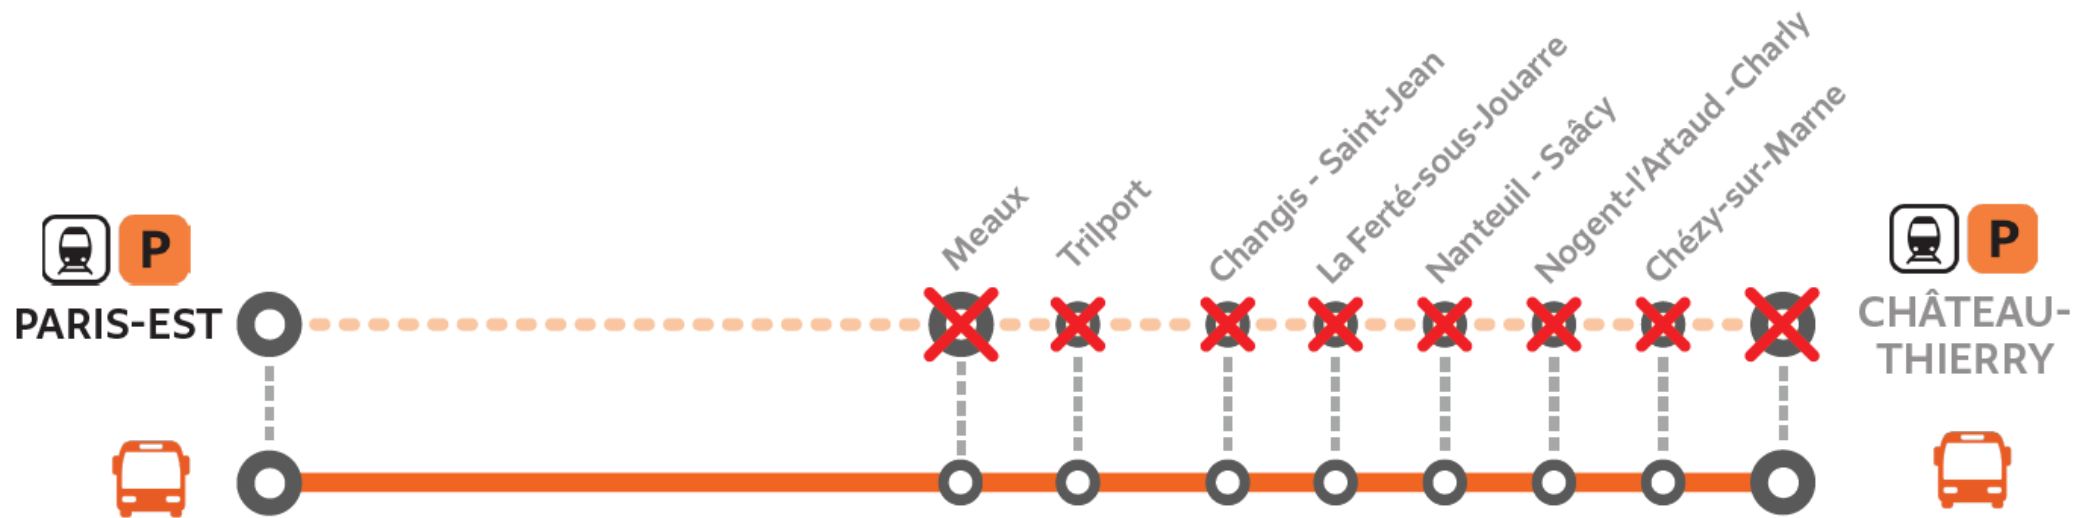 Meaux
Trilport
Changis - Saint-Jean
La Ferté-sous-Jouarre
Nanteuil - Saâcy
Nogent-l'Artaud -Charly
Chézy-sur-Marne
P
PARIS-EST
P
CHÂTEAU-
THIERRY